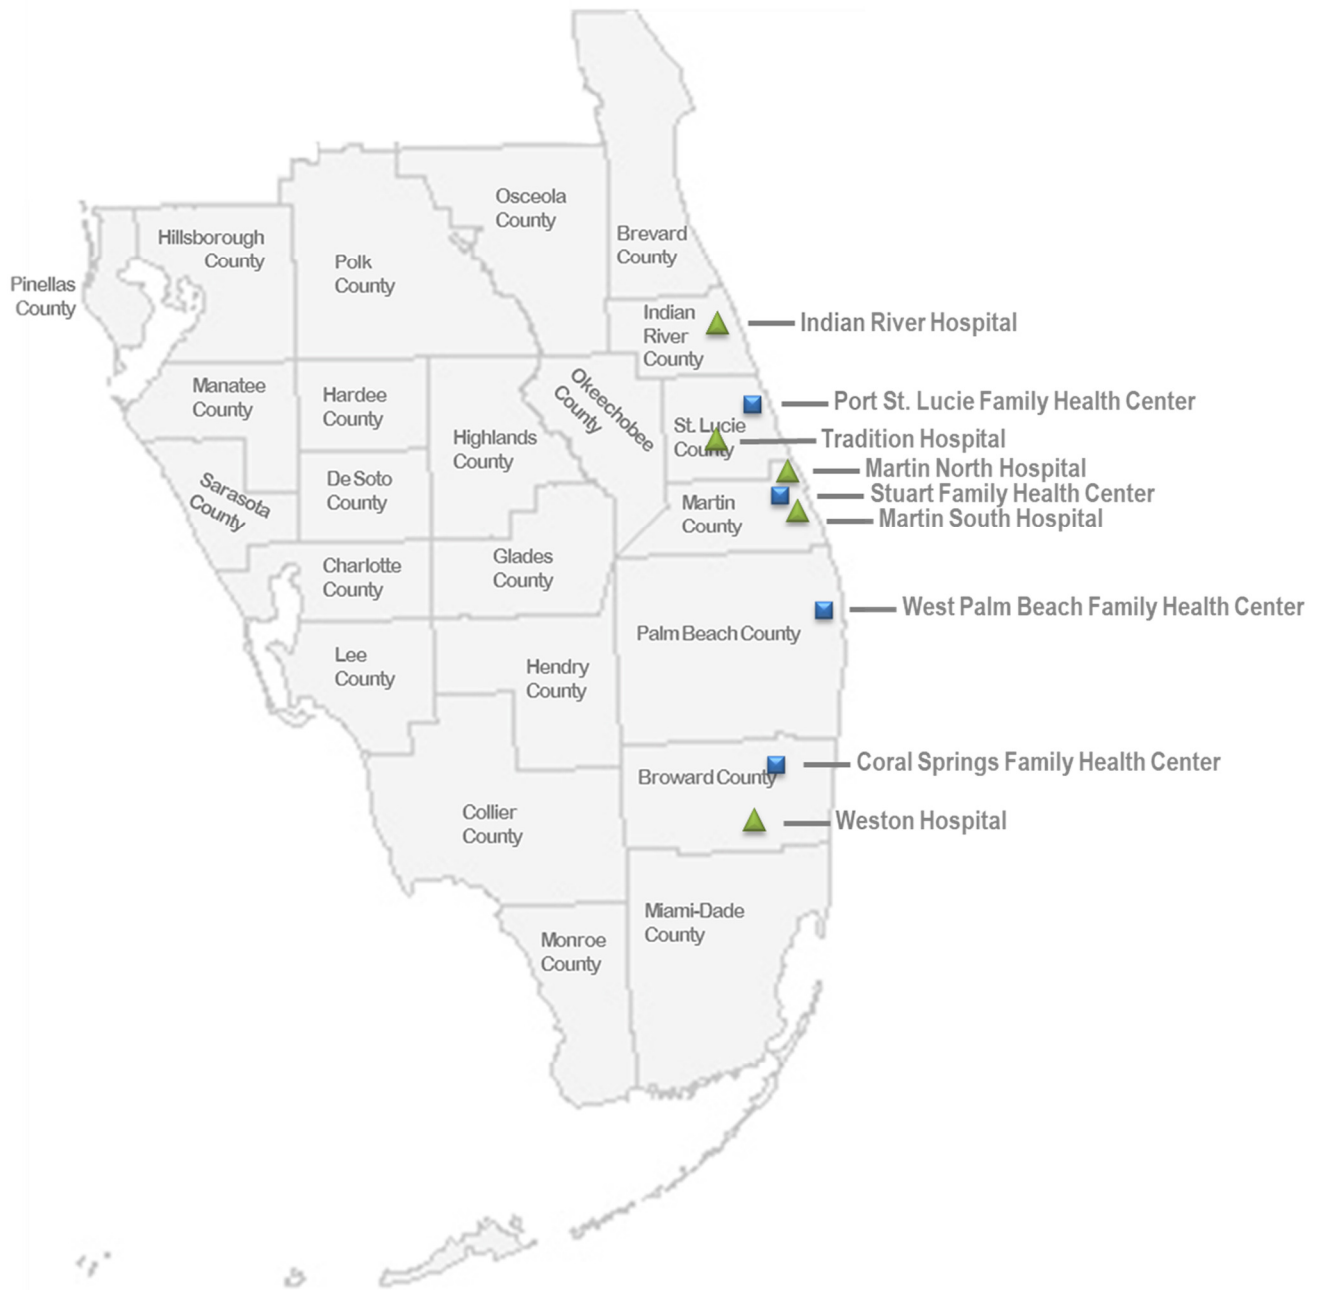 Osceola
County
Hillsborough
County
Brevard
County
Polk
County
Pinellas
County
Indian
River
County
Indian River Hospital
Manatee
County
Hardee
County
Okeechobee
County
Port St. Lucie Family Health Center
St. Lucie
County
Tradition Hospital
Highlands
County
Martin North Hospital
Sarasota
County
De Soto
County
Stuart Family Health Center
Martin
County
Martin South Hospital
Charlotte
County
Glades
County
West Palm Beach Family Health Center
Palm Beach County
Lee
County
Hendry
County
Coral Springs Family Health Center
Broward County
Collier
County
Weston Hospital
Miami-Dade
County
Monroe
County